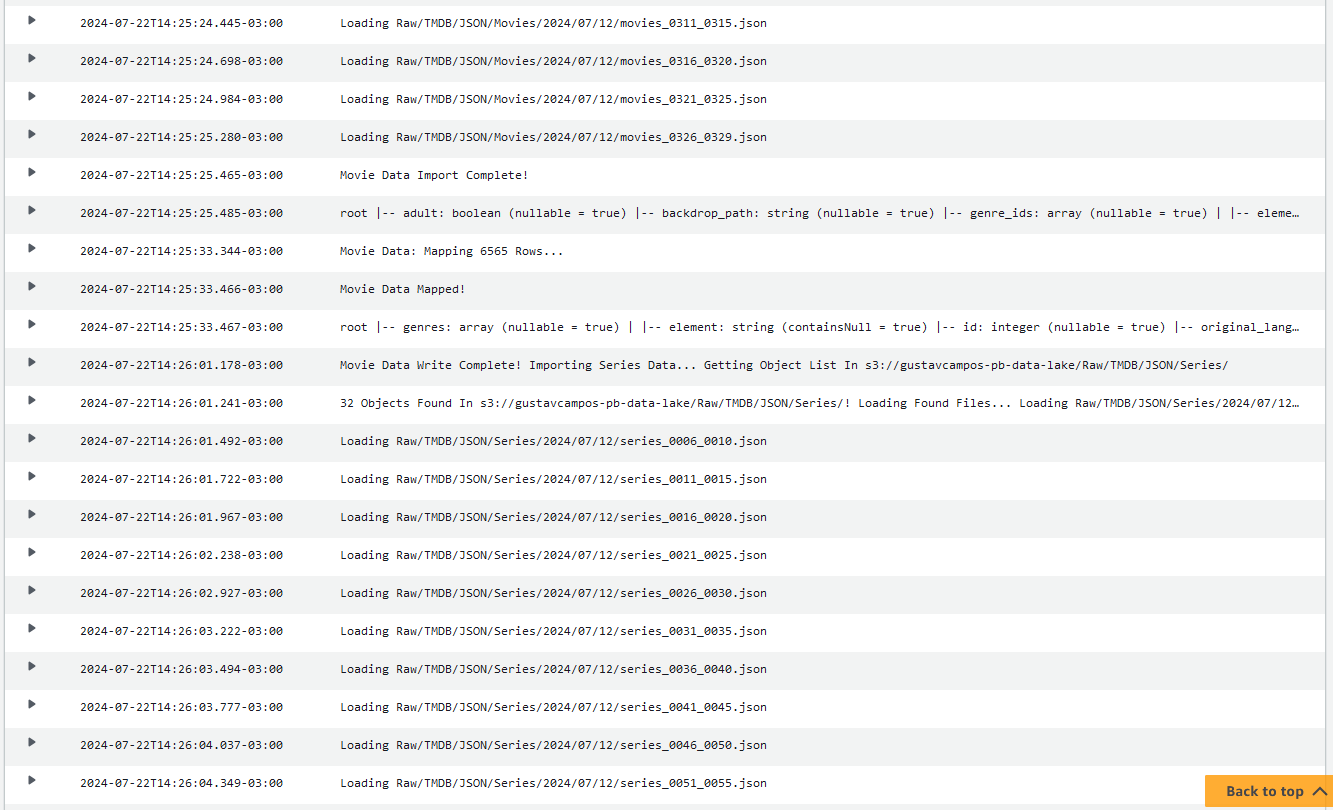 2024-07-22T14:25:24.445-03:00 Loading Raw/TMDB/JSON/Movies/2024/07/12/movies_0311_0315.json
2024-07-22T14:25:24.698-03:00 Loading Raw/TMDB/JSON/Movies/2024/07/12/movies_0316_0320.json
2024-07-22T14:25:24.984-03:00 Loading Raw/TMDB/JSON/Movies/2024/07/12/movies_0321_0325.json
2024-07-22T14:25:25.280-03:00 Loading Raw/TMDB/JSON/Movies/2024/07/12/movies_0326_0329.json
2024-07-22T14:25:25.465-03:00 Movie Data Import Complete!
2024-07-22T14:25:25.485-03:00 root |-- adult: boolean (nullable = true) |-- backdrop_path: string (nullable = true) |-- genre_ids: array (nullable = true) | |-- eleme…
2024-07-22T14:25:33.344-03:00 Movie Data: Mapping 6565 Rows...
2024-07-22T14:25:33.466-03:00 Movie Data Mapped!
2024-07-22T14:25:33.467-03:00 root |-- genres: array (nullable = true) | |-- element: string (containsNull = true) |-- id: integer (nullable = true) |-- original_lang…
2024-07-22T14:26:01.178-03:00 Movie Data Write Complete! Importing Series Data... Getting Object List In s3://gustavcampos-pb-data-lake/Raw/TMDB/JSON/Series/
2024-07-22T14:26:01.241-03:00 32 Objects Found In s3://gustavcampos-pb-data-lake/Raw/TMDB/JSON/Series/! Loading Found Files... Loading Raw/TMDB/JSON/Series/2024/07/12…
2024-07-22T14:26:01.492-03:00 Loading Raw/TMDB/JSON/Series/2024/07/12/series_0006_0010.json
2024-07-22T14:26:01.722-03:00 Loading Raw/TMDB/JSON/Series/2024/07/12/series_0011_0015.json
2024-07-22T14:26:01.967-03:00 Loading Raw/TMDB/JSON/Series/2024/07/12/series_0016_0020.json
2024-07-22T14:26:02.238-03:00 Loading Raw/TMDB/JSON/Series/2024/07/12/series_0021_0025.json
2024-07-22T14:26:02.927-03:00 Loading Raw/TMDB/JSON/Series/2024/07/12/series_0026_0030.json
2024-07-22T14:26:03.222-03:00 Loading Raw/TMDB/JSON/Series/2024/07/12/series_0031_0035.json
2024-07-22T14:26:03.494-03:00 Loading Raw/TMDB/JSON/Series/2024/07/12/series_0036_0040.json
2024-07-22T14:26:03.777-03:00 Loading Raw/TMDB/JSON/Series/2024/07/12/series_0041_0045.json
2024-07-22T14:26:04.037-03:00 Loading Raw/TMDB/JSON/Series/2024/07/12/series_0046_0050.json
2024-07-22T14:26:04.349-03:00 Loading Raw/TMDB/JSON/Series/2024/07/12/series_0051_0055.json
Back to top